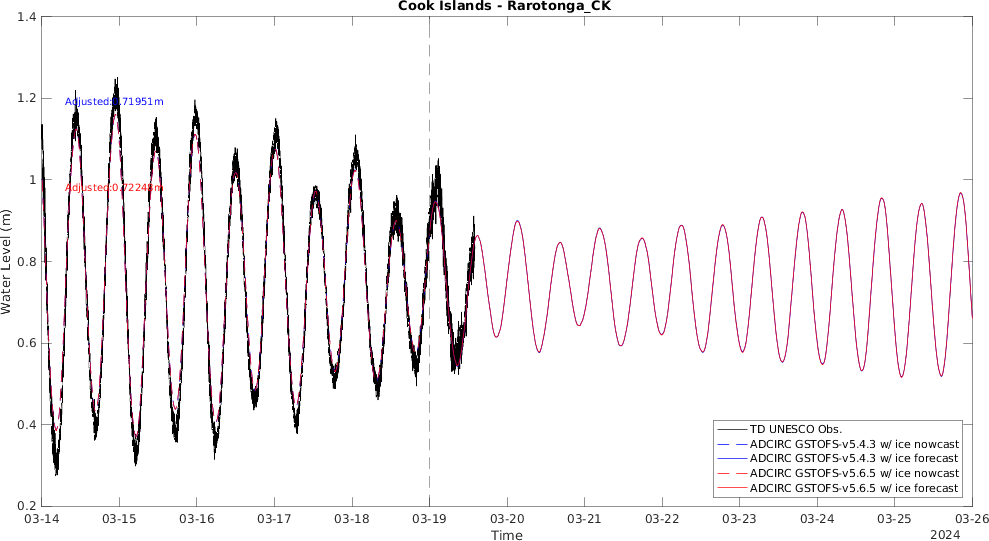 Cook Islands - Rarotonga_CK
1.4
1.2
1
0.8
0.6
0.4
0.2
Water Level (m)
Adjusted:0.71951m
Adjusted:0.72248m
TD UNESCO Obs.
ADCIRC GSTOFS-v5.4.3 w/ ice nowcast
ADCIRC GSTOFS-v5.4.3 w/ ice forecast
ADCIRC GSTOFS-v5.6.5 w/ ice nowcast
ADCIRC GSTOFS-v5.6.5 w/ ice forecast
03-14 03-15 03-16 03-17 03-18 03-19 03-20 03-21 03-22 03-23 03-24 03-25 03-26
Time
2024